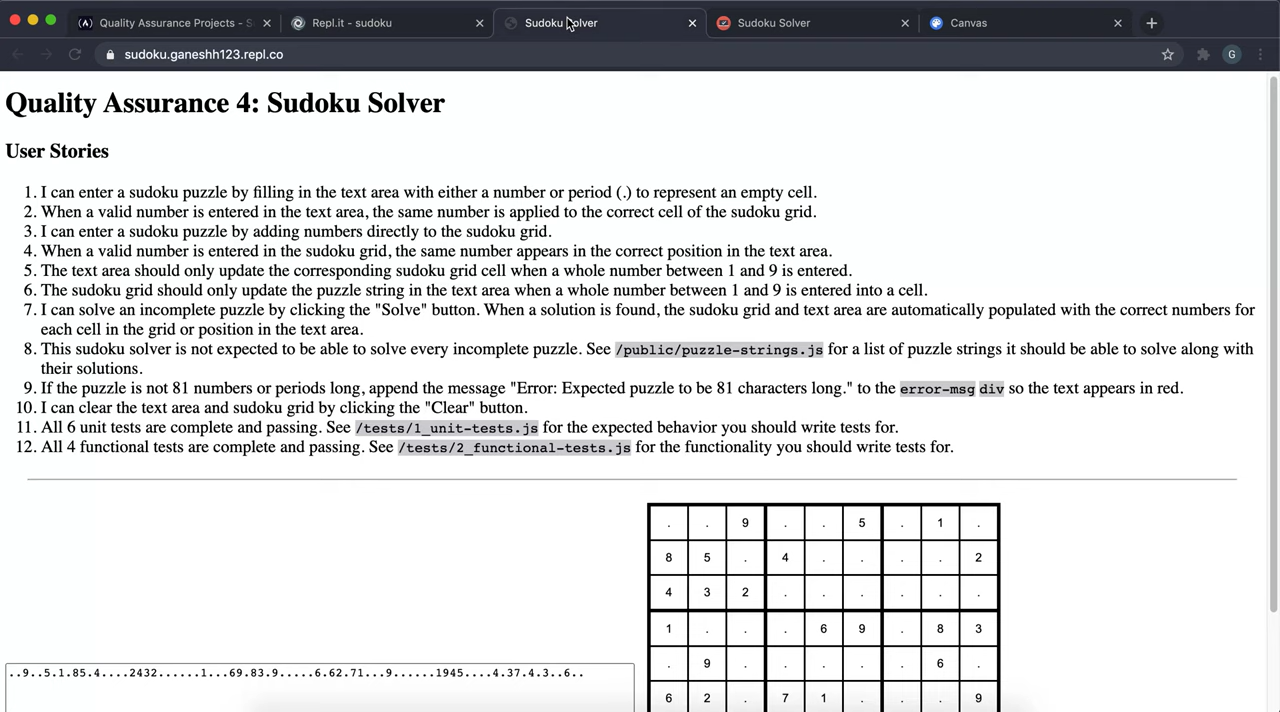 Quality Assurance Projects - S
Repl.it - sudoku
Sudoku Solver
Sudoku Solver
Canvas
sudoku.ganeshh123.repl.co
G
Quality Assurance 4: Sudoku Solver
User Stories
1. I can enter a sudoku puzzle by filling in the text area with either a number or period (.) to represent an empty cell.
2. When a valid number is entered in the text area, the same number is applied to the correct cell of the sudoku grid.
3. I can enter a sudoku puzzle by adding numbers directly to the sudoku grid.
4. When a valid number is entered in the sudoku grid, the same number appears in the correct position in the text area.
5. The text area should only update the corresponding sudoku grid cell when a whole number between 1 and 9 is entered.
6. The sudoku grid should only update the puzzle string in the text area when a whole number between 1 and 9 is entered into a cell.
7. I can solve an incomplete puzzle by clicking the "Solve" button. When a solution is found, the sudoku grid and text area are automatically populated with the correct numbers for
each cell in the grid or position in the text area.
8. This sudoku solver is not expected to be able to solve every incomplete puzzle. See /public/puzzle-strings.js for a list of puzzle strings it should be able to solve along with
their solutions.
9. If the puzzle is not 81 numbers or periods long, append the message "Error: Expected puzzle to be 81 characters long." to the error-msg div so the text appears in red.
10. I can clear the text area and sudoku grid by clicking the "Clear" button.
11. All 6 unit tests are complete and passing. See /tests/1_unit-tests.js for the expected behavior you should write tests for.
12. All 4 functional tests are complete and passing. See /tests/2_functional-tests.js for the functionality you should write tests for.
. . 9 . . 5 . 1 .
8 5 . 4 . . . . 2
4 3 2 . . . . . .
1 . . . 6 9 . 8 3
. 9 . . . . . 6 .
6 2 . 7 1 . . . 9
..9..5.1.85.4....2432......1...69.83.9.....6.62.71...9......1945....4.37.4.3..6..